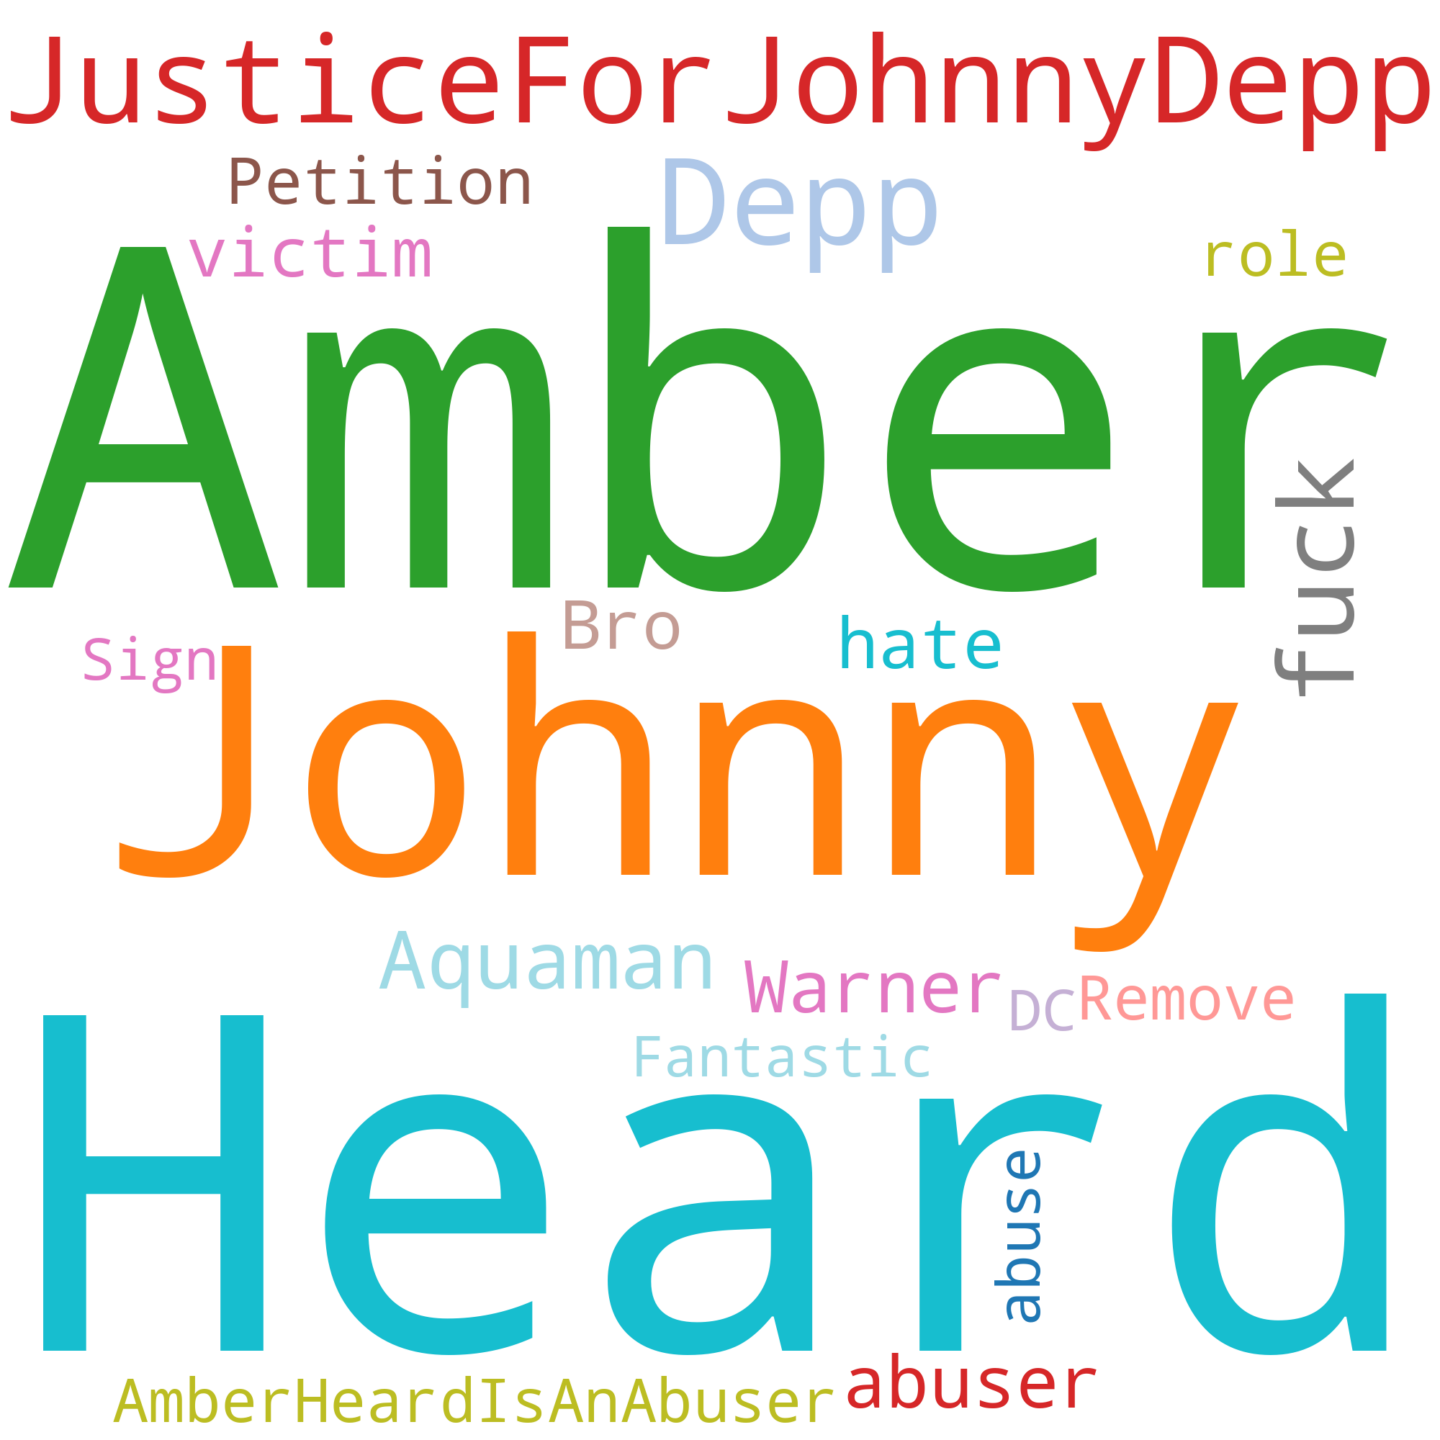 JusticeForJohnnyDepp
Petition
Depp
victim
role
Amber
fuck
Bro
hate
Sign
Johnny
Aquaman
Warner
DC
Remove
Fantastic
Heard
abuse
abuser
AmberHeardIsAnAbuser